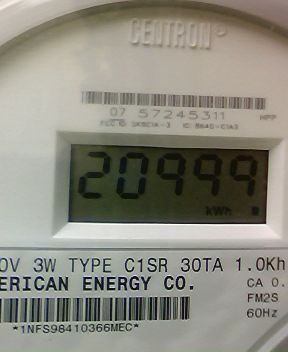 CENTRON®
07 57245311 HPP
20999
kWh
0V 3W TYPE C1SR 30TA 1.0Kh
ERICAN ENERGY CO. CA 0.
FM2S
60Hz
*1NFS98410366MEC*